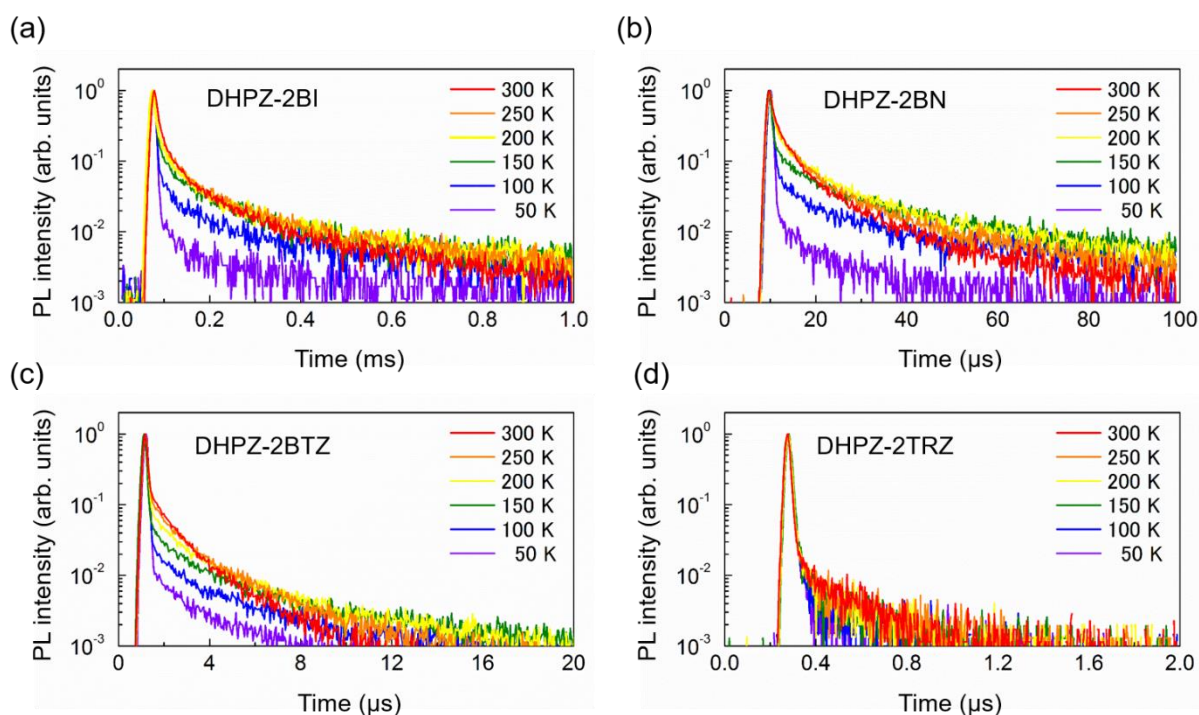 (a)
DHPZ-2BI
PL intensity (arb. units)
10⁰
10⁻¹
10⁻²
10⁻³
300 K
250 K
200 K
150 K
100 K
50 K
0.0 0.2 0.4 0.6 0.8 1.0
Time (ms)
(b)
DHPZ-2BN
PL intensity (arb. units)
10⁰
10⁻¹
10⁻²
10⁻³
300 K
250 K
200 K
150 K
100 K
50 K
0 20 40 60 80 100
Time (μs)
(c)
DHPZ-2BTZ
PL intensity (arb. units)
10⁰
10⁻¹
10⁻²
10⁻³
300 K
250 K
200 K
150 K
100 K
50 K
0 4 8 12 16 20
Time (μs)
(d)
DHPZ-2TRZ
PL intensity (arb. units)
10⁰
10⁻¹
10⁻²
10⁻³
300 K
250 K
200 K
150 K
100 K
50 K
0.0 0.4 0.8 1.2 1.6 2.0
Time (μs)